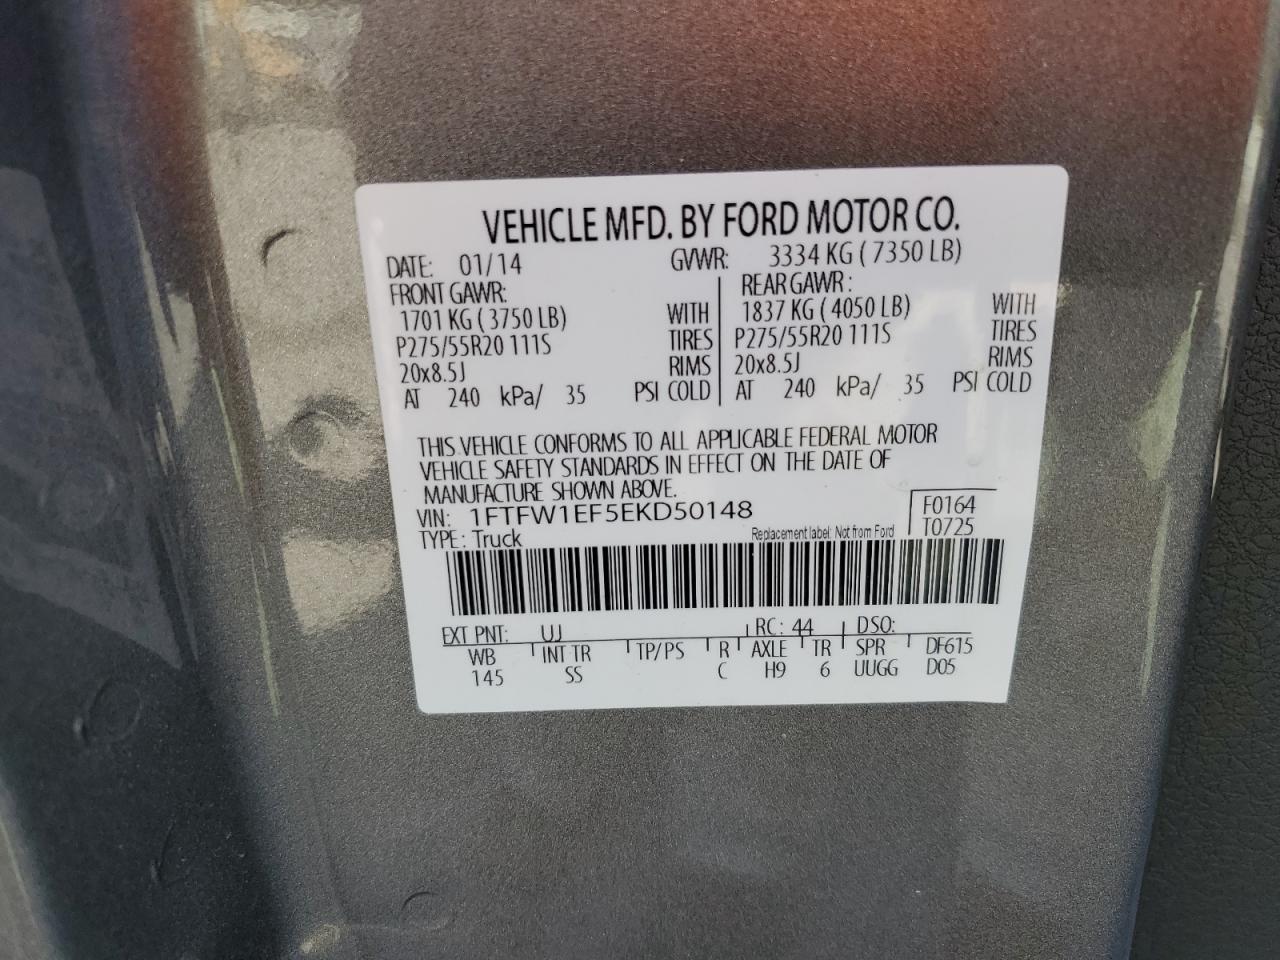 VEHICLE MFD. BY FORD MOTOR CO.
DATE: 01/14 GVWR: 3334 KG ( 7350 LB)
FRONT GAWR: REAR GAWR :
1701 KG ( 3750 LB) WITH 1837 KG ( 4050 LB) WITH
P275/55R20 111S TIRES P275/55R20 111S TIRES
20x8.5J RIMS 20x8.5J RIMS
AT 240 kPa/ 35 PSI COLD AT 240 kPa/ 35 PSI COLD
THIS VEHICLE CONFORMS TO ALL APPLICABLE FEDERAL MOTOR
VEHICLE SAFETY STANDARDS IN EFFECT ON THE DATE OF
MANUFACTURE SHOWN ABOVE.
VIN: 1FTFW1EF5EKD50148 F0164
TYPE: Truck Replacement label: Not from Ford T0725
EXT PNT: UJ RC: 44 DSO:
WB INT TR TP/PS R AXLE TR SPR DF615
145 SS C H9 6 UUGG D05